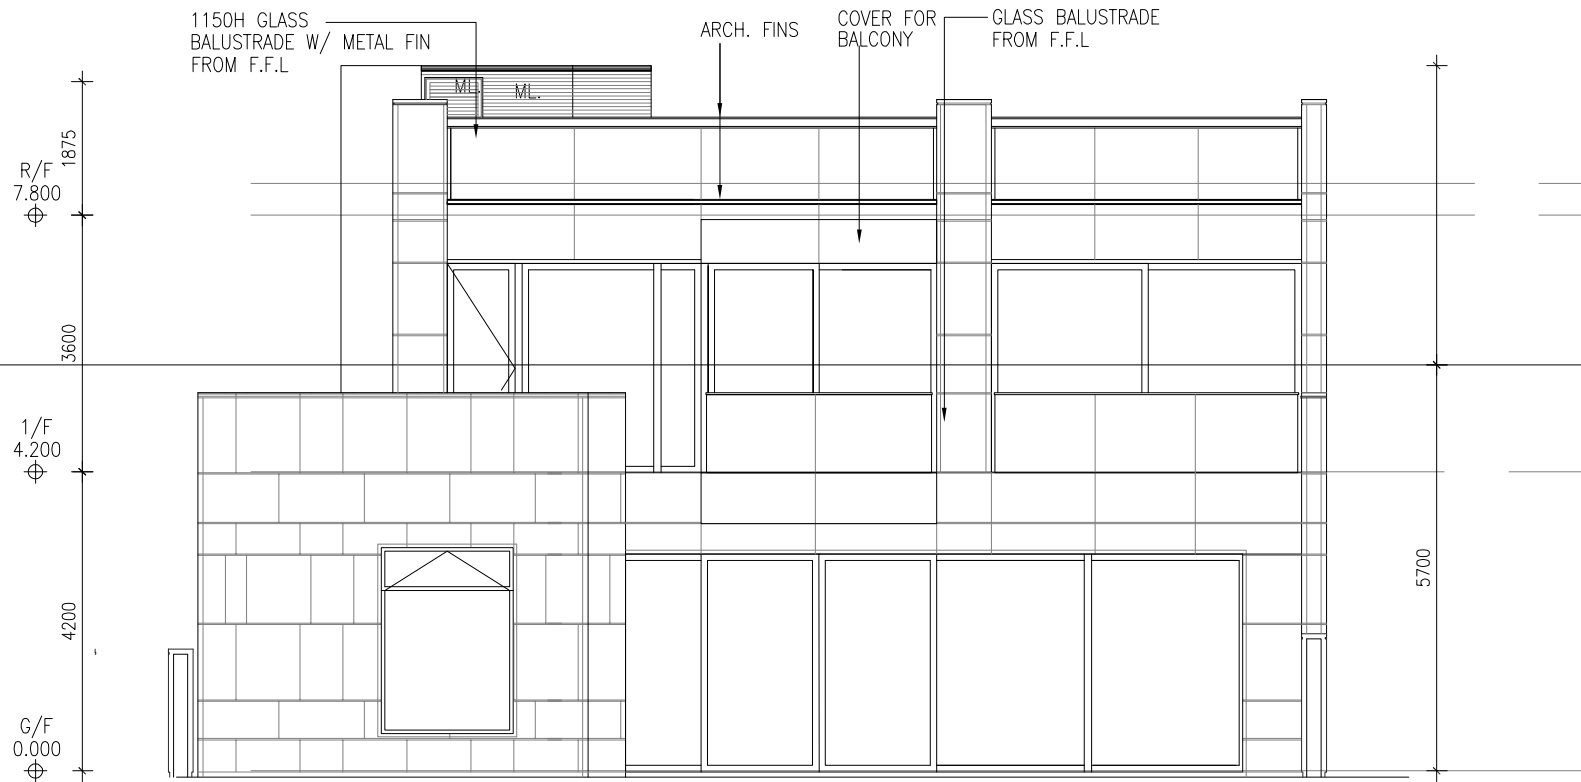 1150H GLASS
BALUSTRADE W/ METAL FIN
FROM F.F.L
ARCH. FINS
COVER FOR
BALCONY
GLASS BALUSTRADE
FROM F.F.L
ML.
ML.
1875
R/F
7.800
3600
1/F
4.200
4200
5700
G/F
0.000